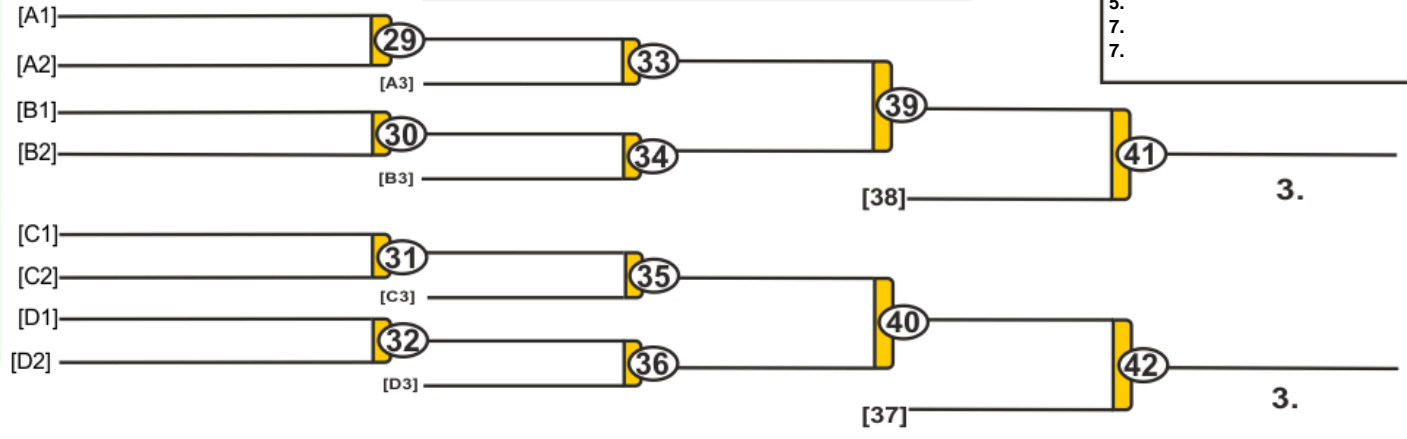 5.
[A1]
29
7.
[A2]
33
7.
[A3]
[B1]
39
30
[B2]
34
41
[B3]
[38]
3.
[C1]
31
[C2]
35
[C3]
[D1]
40
32
[D2]
36
42
[D3]
3.
[37]